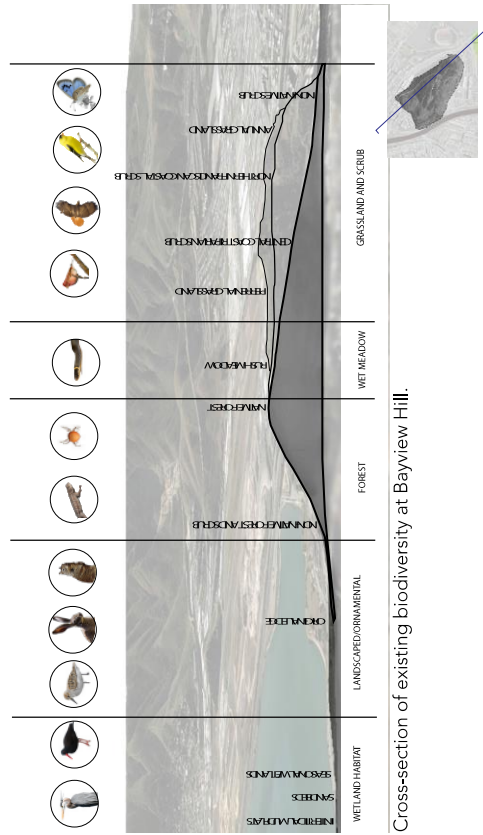 NON NATIVE SCRUB
ANNUAL GRASSLAND
NORTHERN FRANCISCAN COASTAL SCRUB
CENTRAL COAST RIPARIAN SCRUB
PERENNIAL GRASSLAND
RUSH MEADOW
NATIVE FOREST
NON NATIVE FOREST AND SCRUB
ORIGINAL EDGE
SEASONAL WETLANDS
SAND BEDS
INTERTIDAL MUDFLATS
GRASSLAND AND SCRUB
WET MEADOW
FOREST
LANDSCAPED/ORNAMENTAL
WETLAND HABITAT
Cross-section of existing biodiversity at Bayview Hill.